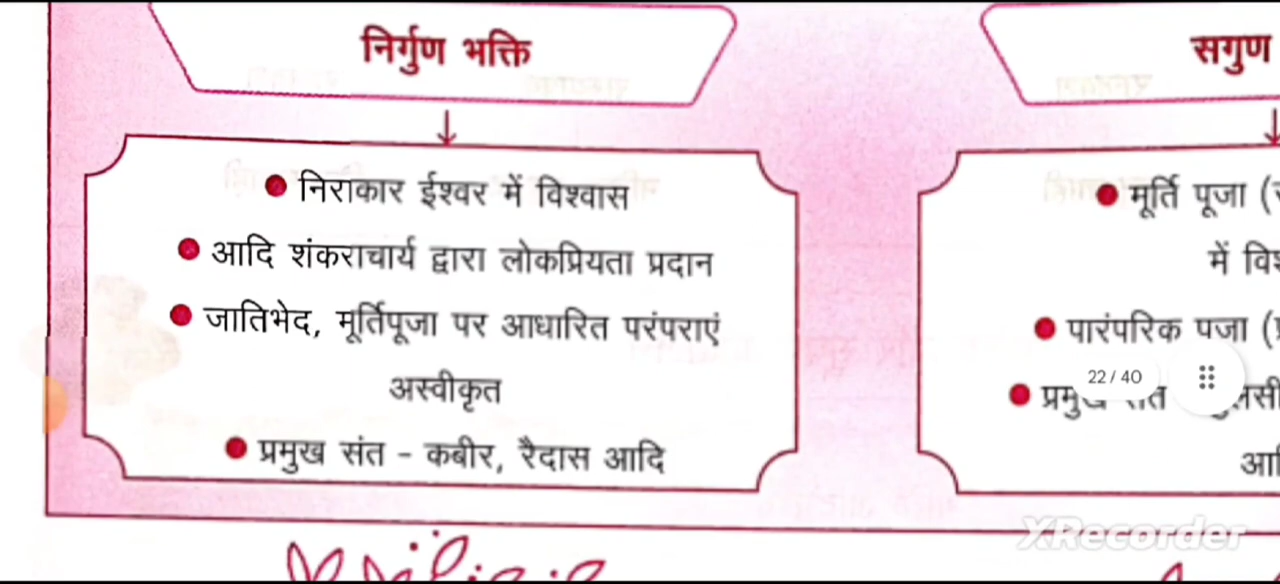 निर्गुण भक्ति
निराकार ईश्वर में विश्वास
आदि शंकराचार्य द्वारा लोकप्रियता प्रदान
जातिभेद, मूर्तिपूजा पर आधारित परंपराएं
अस्वीकृत
प्रमुख संत - कबीर, रैदास आदि
सगुण
मूर्ति पूजा
में
पारंपरिक पजा
22 / 40
XRecorder